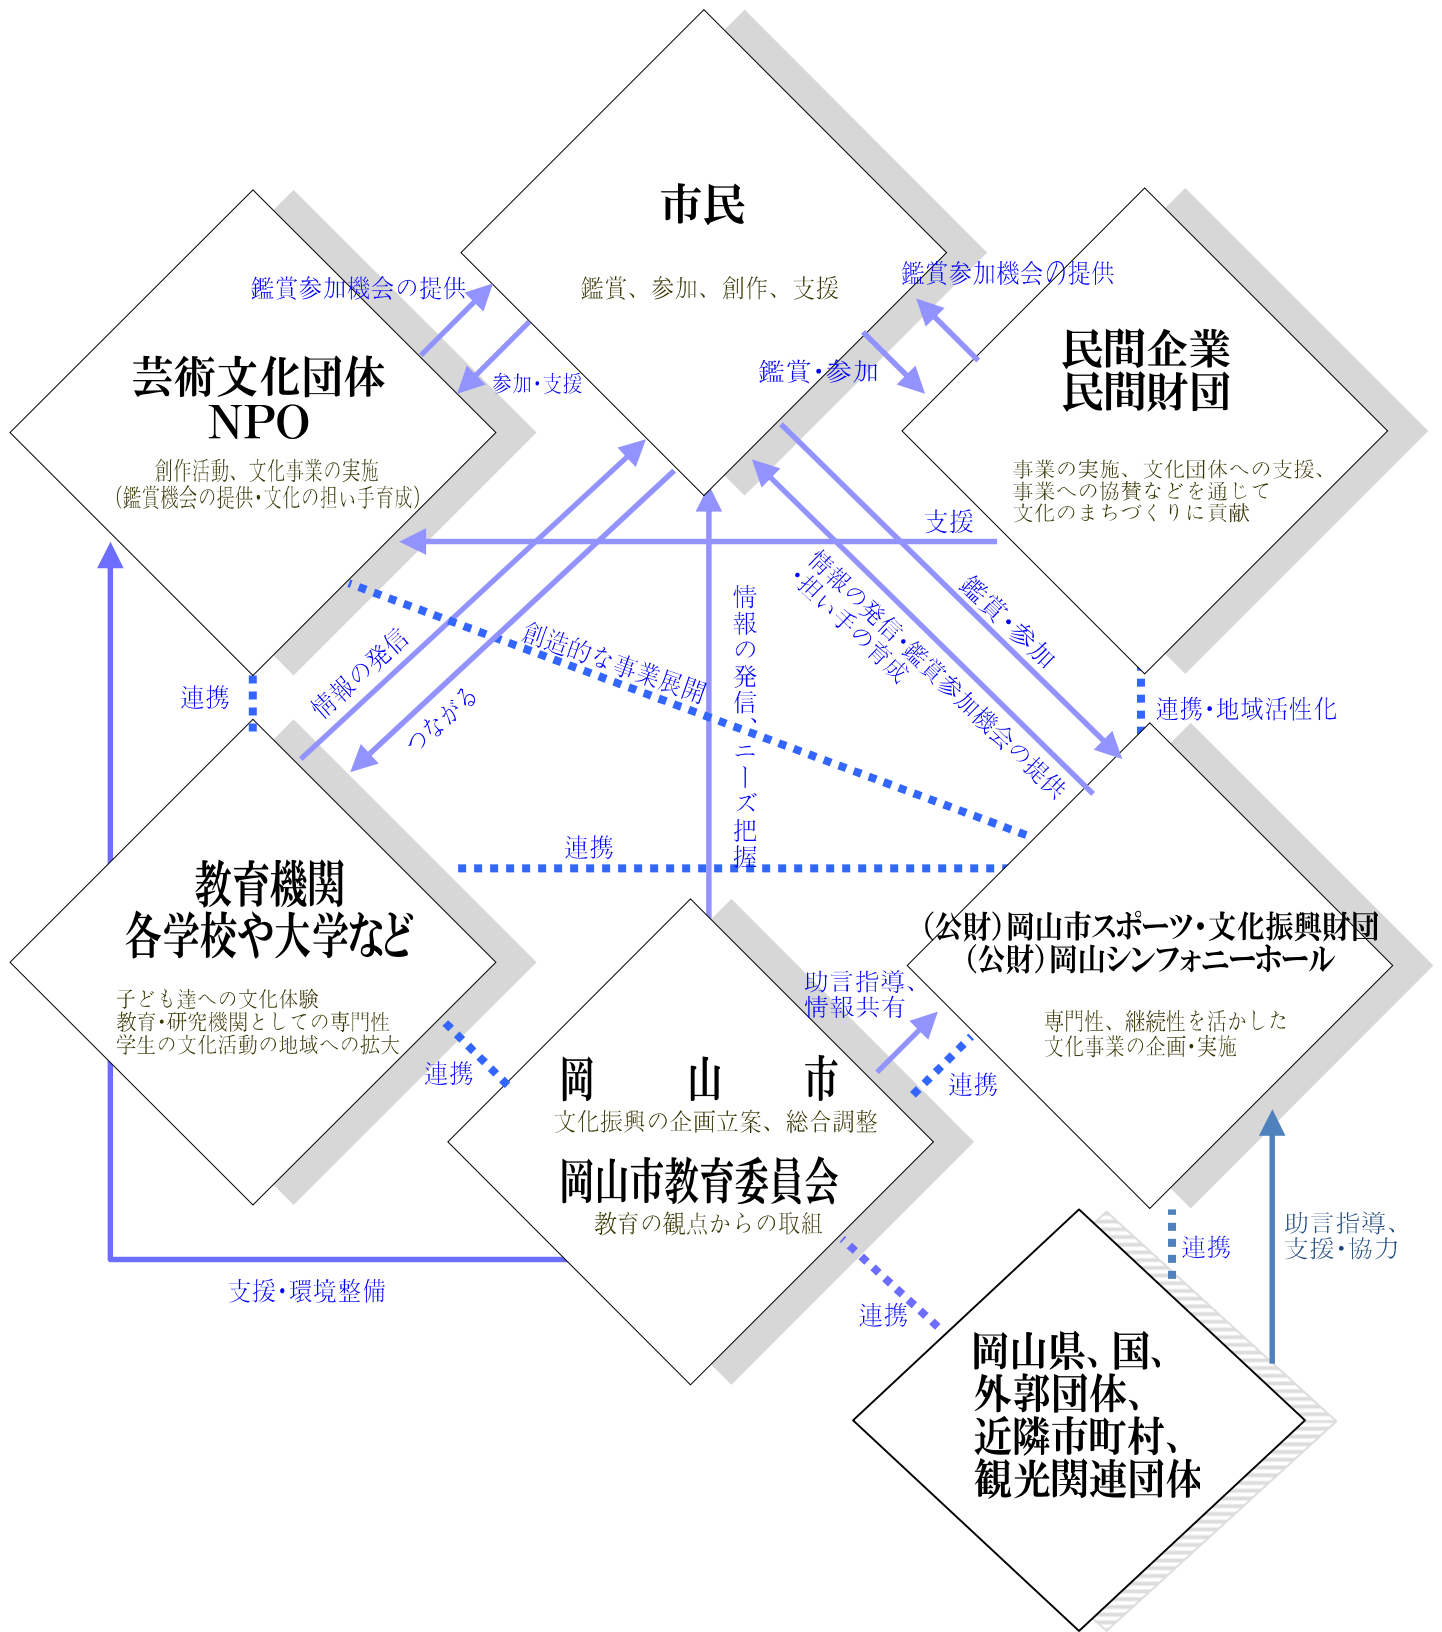 市民
鑑賞、参加、創作、支援
鑑賞参加機会の提供
鑑賞参加機会の提供
参加・支援
鑑賞・参加
芸術文化団体
NPO
創作活動、文化事業の実施
（鑑賞機会の提供・文化の担い手育成）
民間企業
民間財団
事業の実施、文化団体への支援、
事業への協賛などを通じて
文化のまちづくりに貢献
支援
情報の発信
つながる
創造的な事業展開
情報の発信、ニーズ把握
情報の発信・鑑賞参加機会の提供
・担い手の育成
鑑賞・参加
連携
連携・地域活性化
連携
教育機関
各学校や大学など
子ども達への文化体験
教育・研究機関としての専門性
学生の文化活動の地域への拡大
（公財）岡山市スポーツ・文化振興財団
（公財）岡山シンフォニーホール
専門性、継続性を活かした
文化事業の企画・実施
助言指導、
情報共有
連携
連携
岡　山　市
文化振興の企画立案、総合調整
岡山市教育委員会
教育の観点からの取組
支援・環境整備
連携
連携
助言指導、
支援・協力
岡山県、国、
外郭団体、
近隣市町村、
観光関連団体